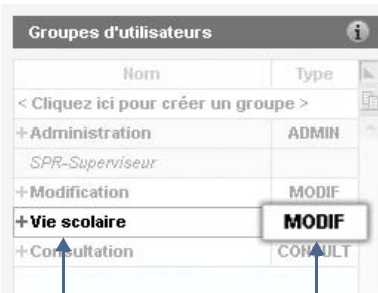 Groupes d'utilisateurs
Nom Type
< Cliquez ici pour créer un groupe >
+Administration ADMIN
SPR-Superviseur
+Modification MODIF
+Vie scolaire MODIF
+Consultation CONSULT